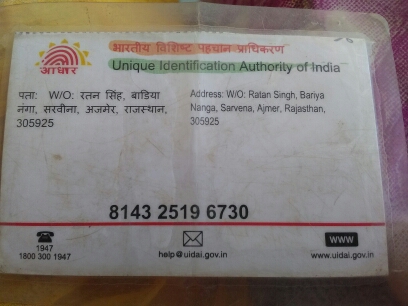 भारतीय विशिष्ट पहचान प्राधिकरण
आधार
Unique Identification Authority of India
पता: W/O: रतन सिंह, बाडिया
नंगा, सरवीना, अजमेर, राजस्थान,
305925
Address: W/O: Ratan Singh, Bariya
Nanga, Sarvena, Ajmer, Rajasthan,
305925
8143 2519 6730
1947
1800 300 1947
help@uidai.gov.in
WWW
www.uidai.gov.in